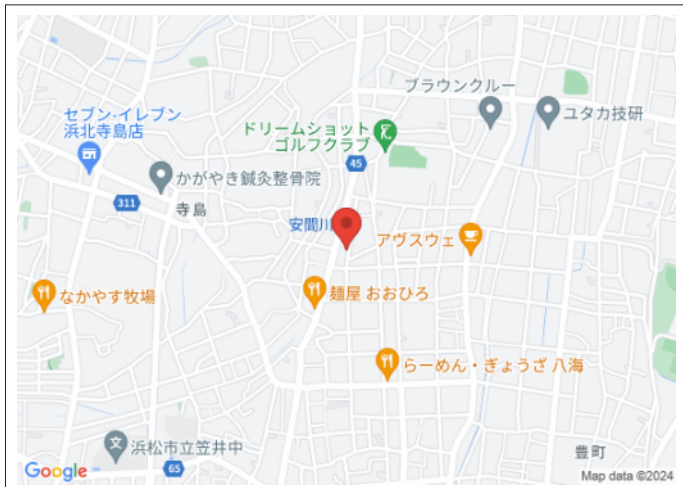 ブラウンクルー
ユタカ技研
セブン-イレブン
浜北寺島店
ドリームショット
ゴルフクラブ
45
かがやき鍼灸整骨院
311
寺島
安間川
アヴスウェ
なかやす牧場
麺屋 おおひろ
らーめん・ぎょうざ 八海
文
浜松市立笠井中
豊町
Google
65
Map data ©2024